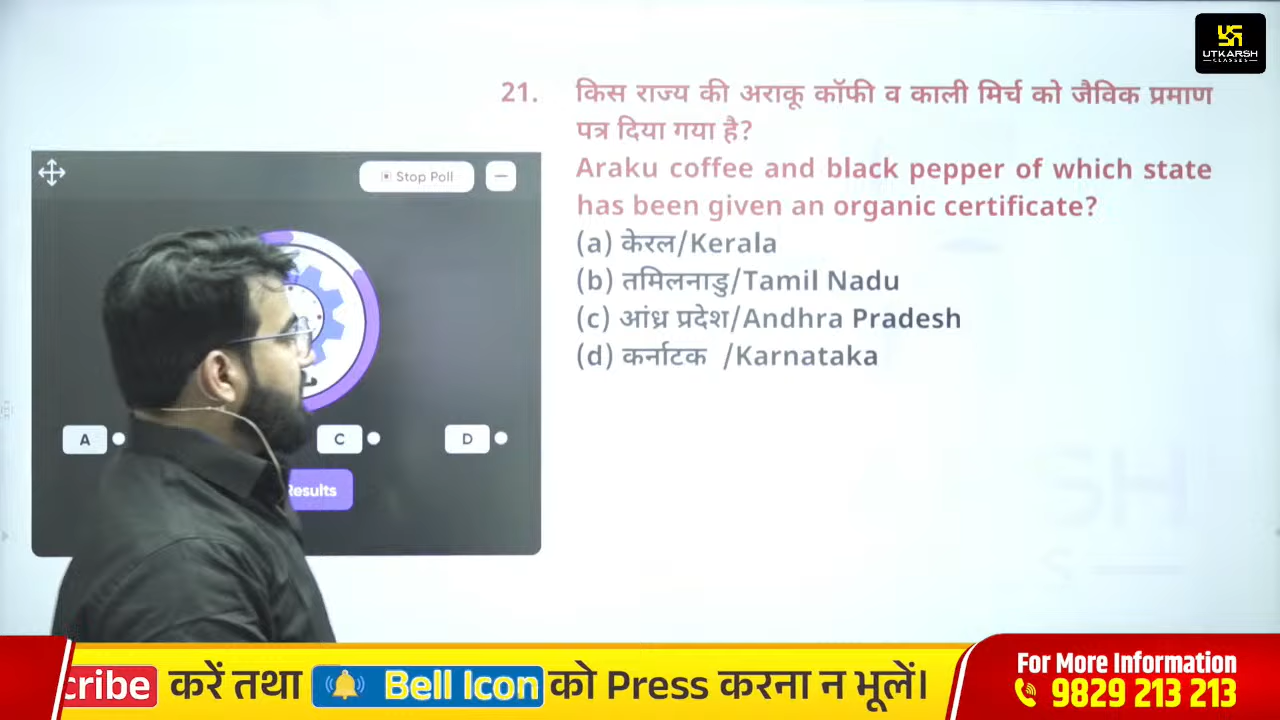 UTKARSH
CLASSES
21. किस राज्य की अराकू कॉफी व काली मिर्च को जैविक प्रमाण
पत्र दिया गया है?
Araku coffee and black pepper of which state
has been given an organic certificate?
(a) केरल/Kerala
(b) तमिलनाडु/Tamil Nadu
(c) आंध्र प्रदेश/Andhra Pradesh
(d) कर्नाटक /Karnataka
Stop Poll
A C D
Results
cribe करें तथा Bell Icon को Press करना न भूलें।
For More Information
9829 213 213